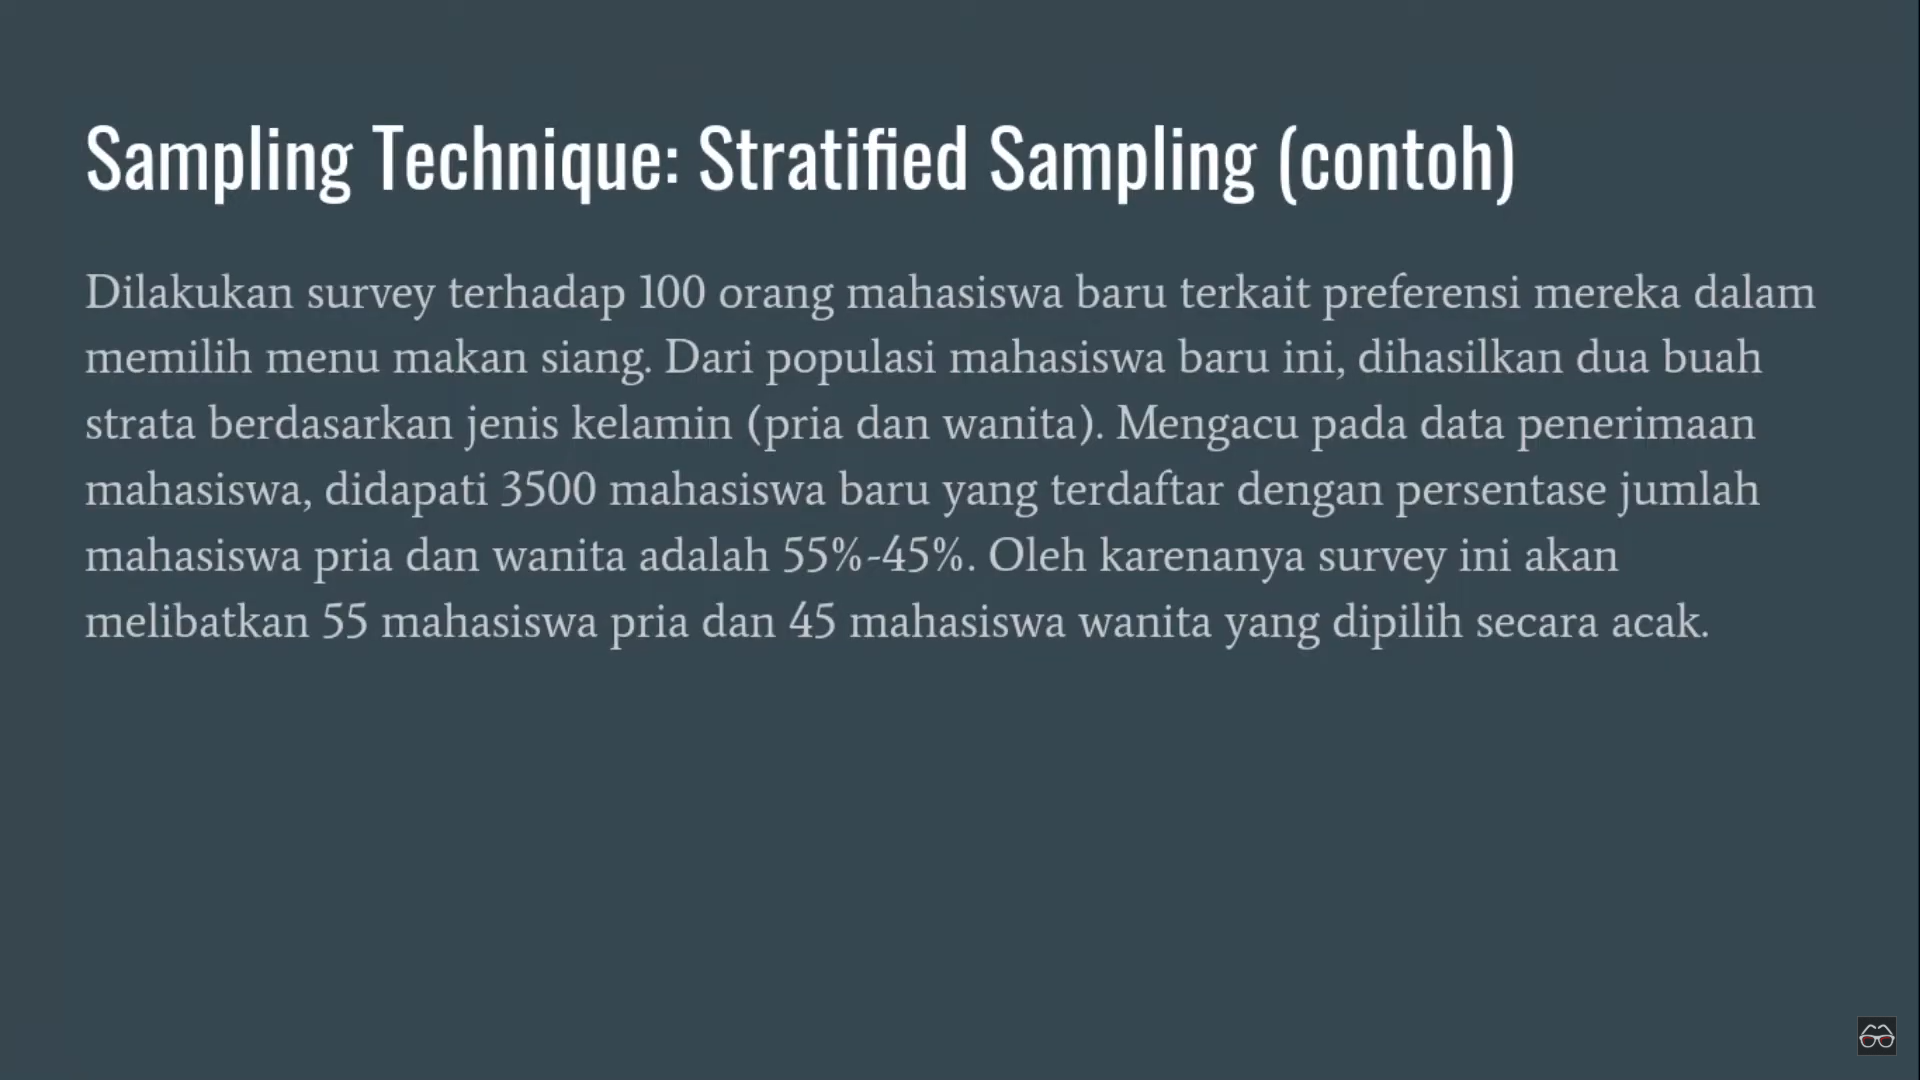 Sampling Technique: Stratified Sampling (contoh)
Dilakukan survey terhadap 100 orang mahasiswa baru terkait preferensi mereka dalam
memilih menu makan siang. Dari populasi mahasiswa baru ini, dihasilkan dua buah
strata berdasarkan jenis kelamin (pria dan wanita). Mengacu pada data penerimaan
mahasiswa, didapati 3500 mahasiswa baru yang terdaftar dengan persentase jumlah
mahasiswa pria dan wanita adalah 55%-45%. Oleh karenanya survey ini akan
melibatkan 55 mahasiswa pria dan 45 mahasiswa wanita yang dipilih secara acak.